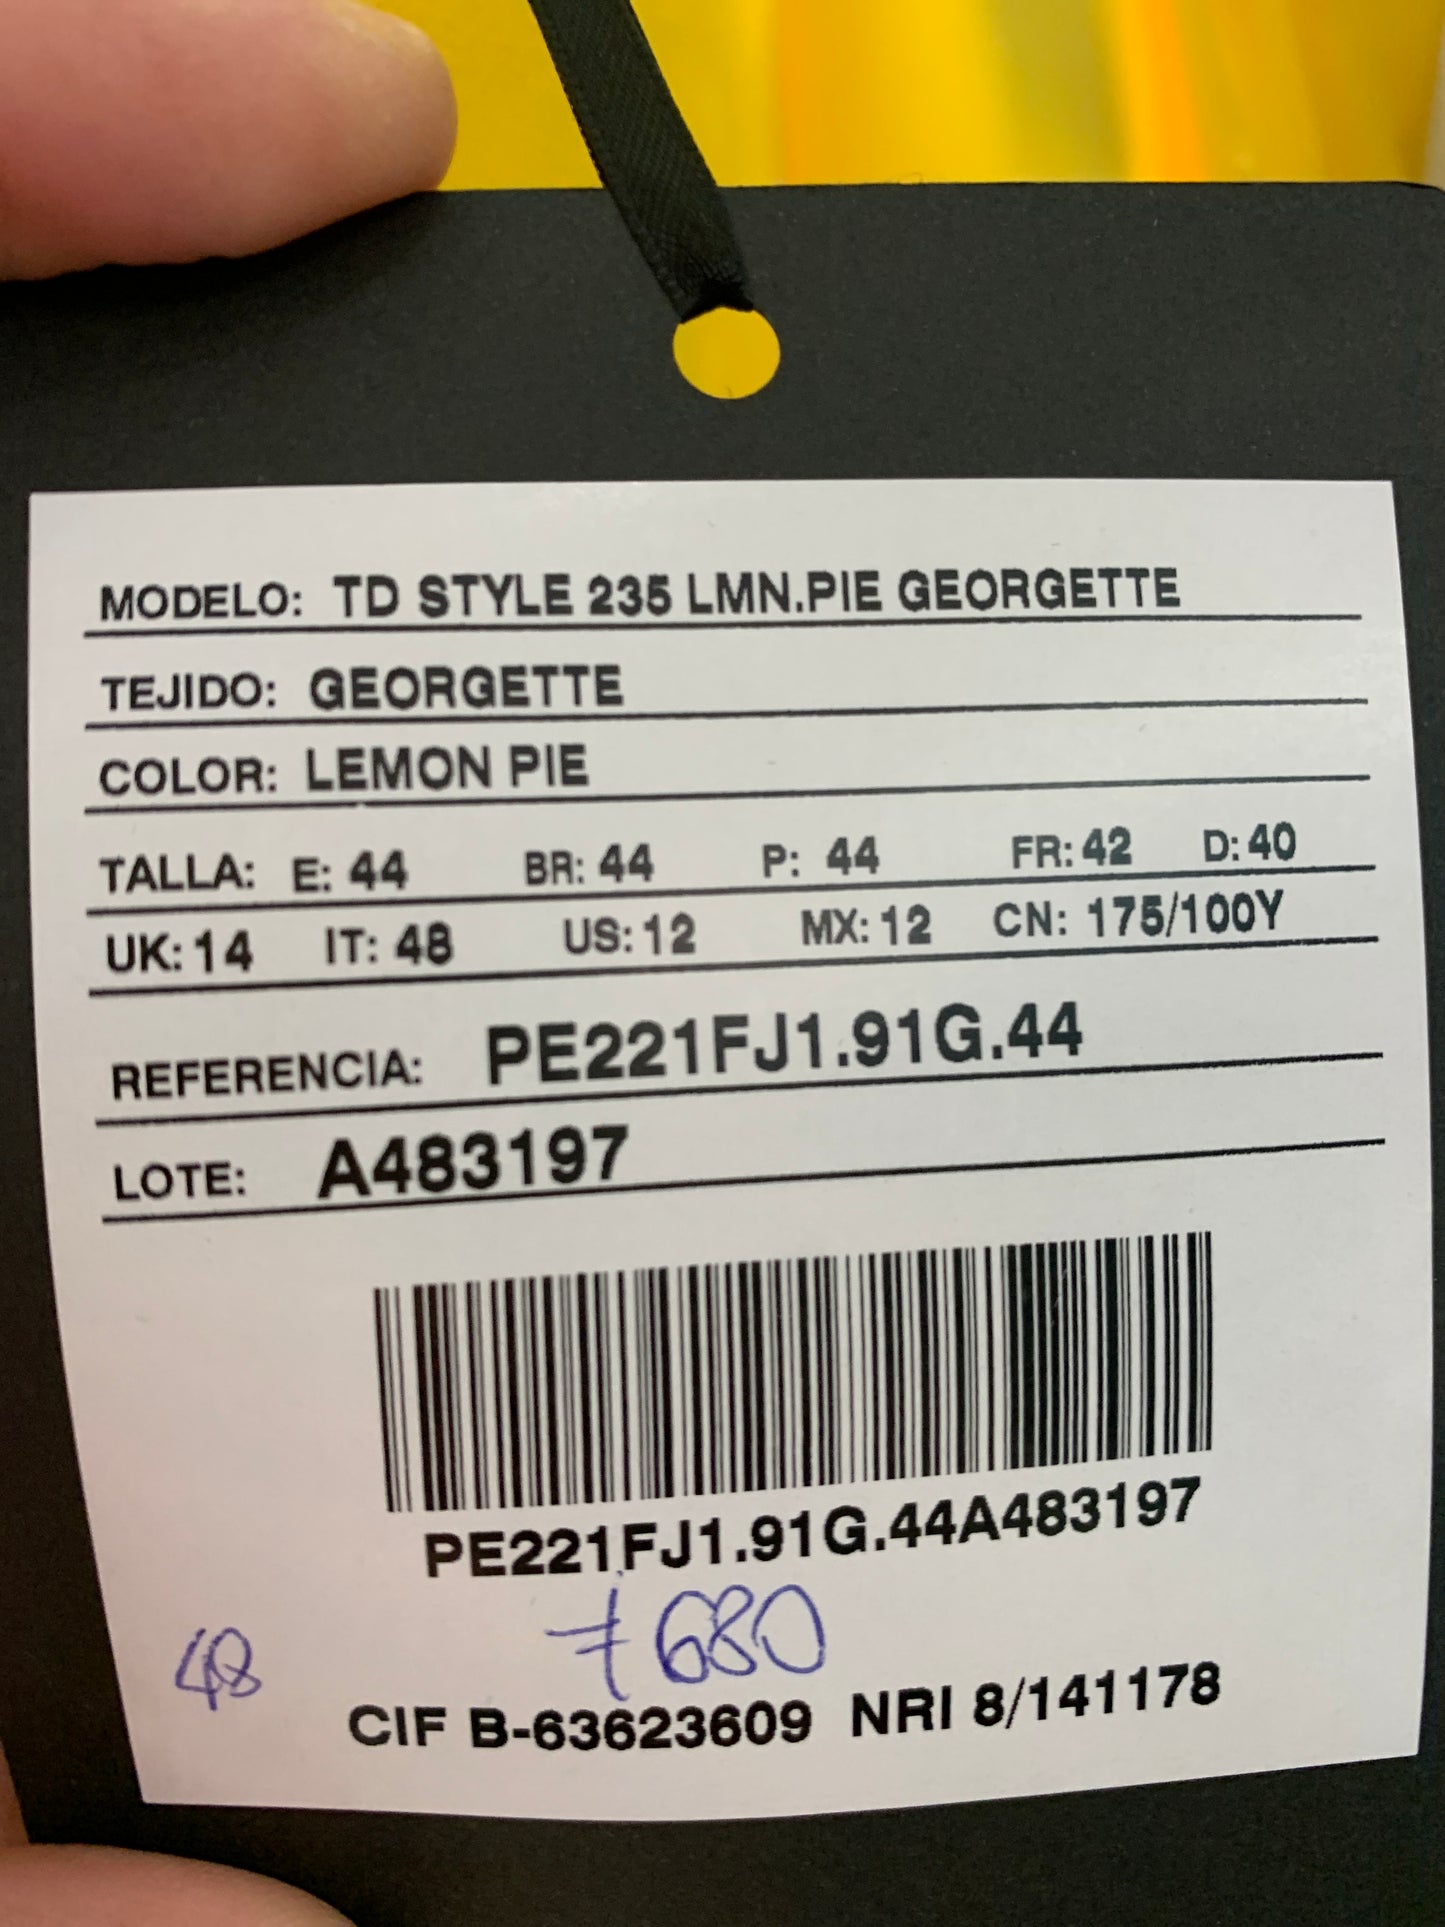 MODELO: TD STYLE 235 LMN.PIE GEORGETTE
TEJIDO: GEORGETTE
COLOR: LEMON PIE
TALLA: E: 44 BR: 44 P: 44 FR: 42 D: 40
UK: 14 IT: 48 US: 12 MX: 12 CN: 175/100Y
REFERENCIA: PE221FJ1.91G.44
LOTE: A483197
PE221FJ1.91G.44A483197
7680
48
CIF B-63623609 NRI 8/141178